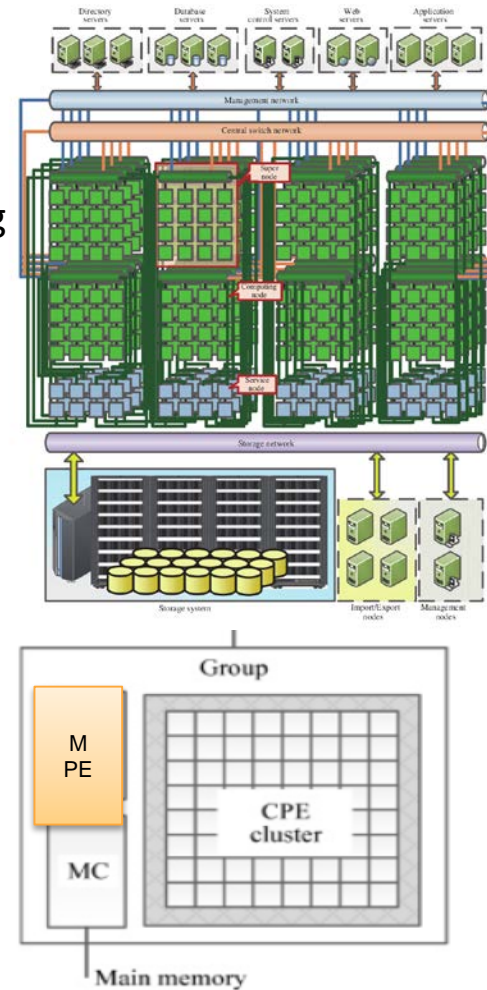 Directory
servers
Database
servers
System
control servers
Web
servers
Application
servers
Management network
Central switch network
Super
node
g
Computing
node
Service
node
Storage network
Storage system
Import/Export
nodes
Management
nodes
Group
M
PE
CPE
cluster
MC
Main memory